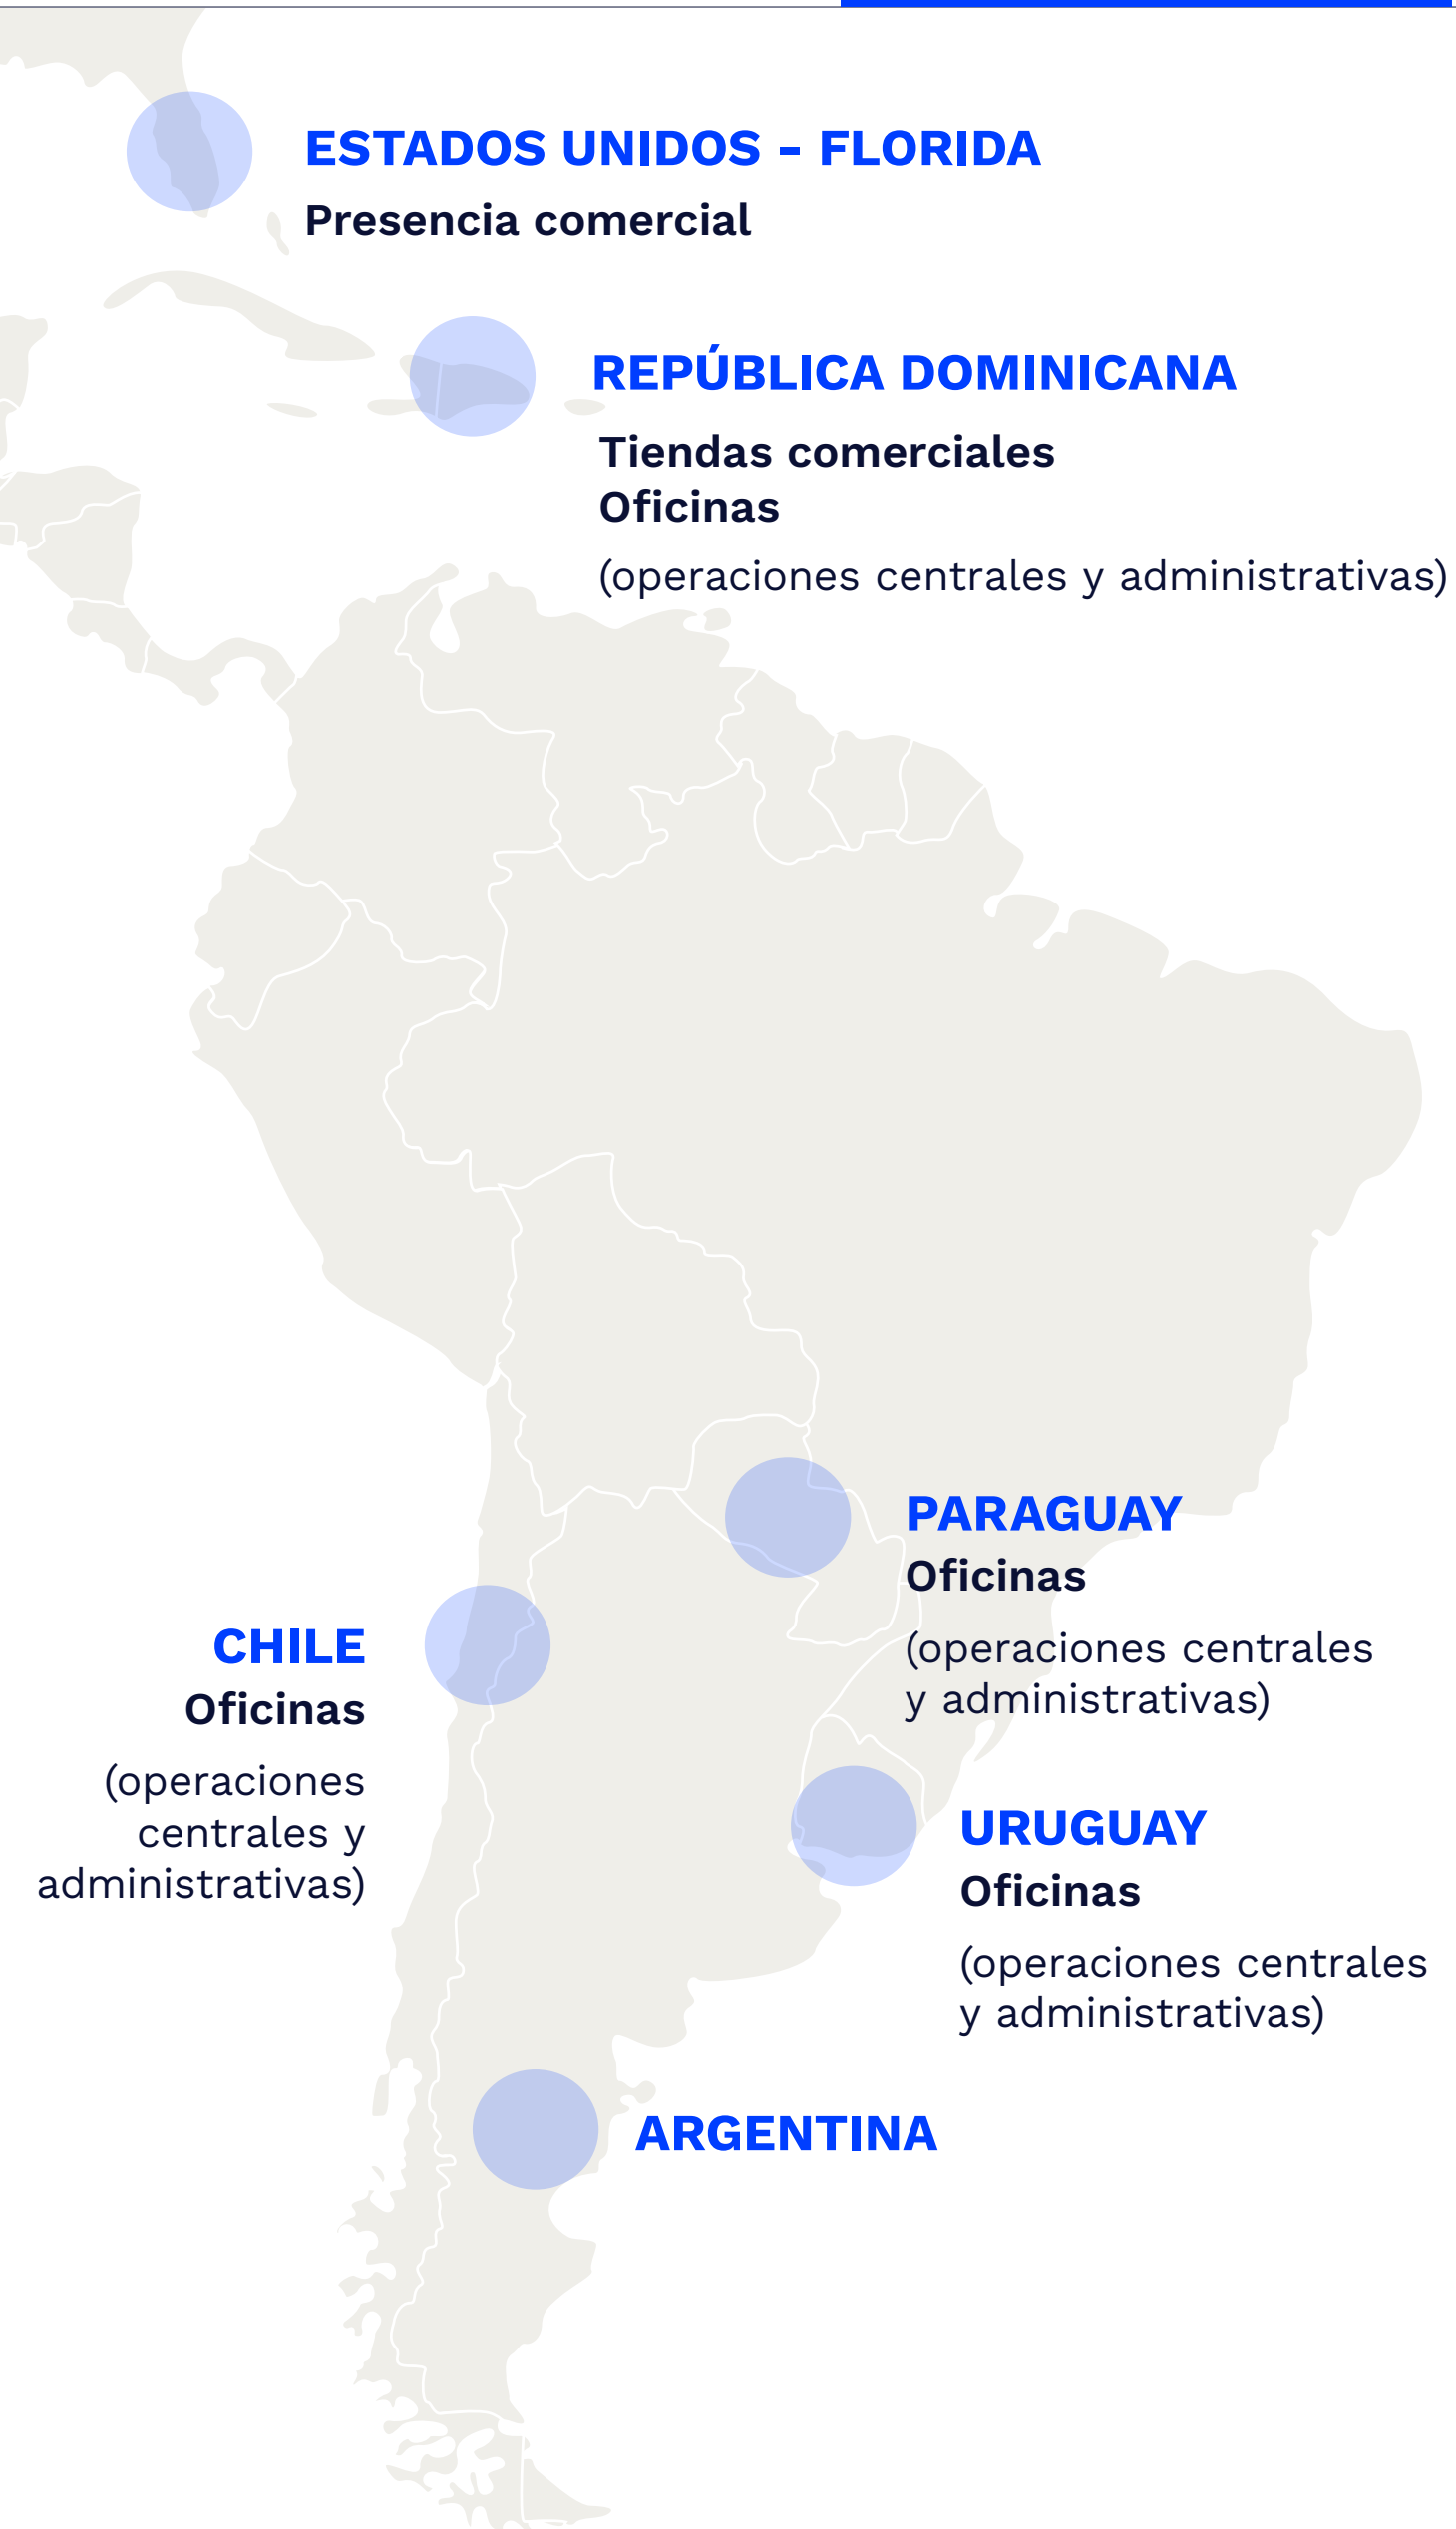 ESTADOS UNIDOS - FLORIDA
Presencia comercial
REPÚBLICA DOMINICANA
Tiendas comerciales
Oficinas
(operaciones centrales y administrativas)
PARAGUAY
Oficinas
(operaciones centrales
y administrativas)
CHILE
Oficinas
(operaciones
centrales y
administrativas)
URUGUAY
Oficinas
(operaciones centrales
y administrativas)
ARGENTINA